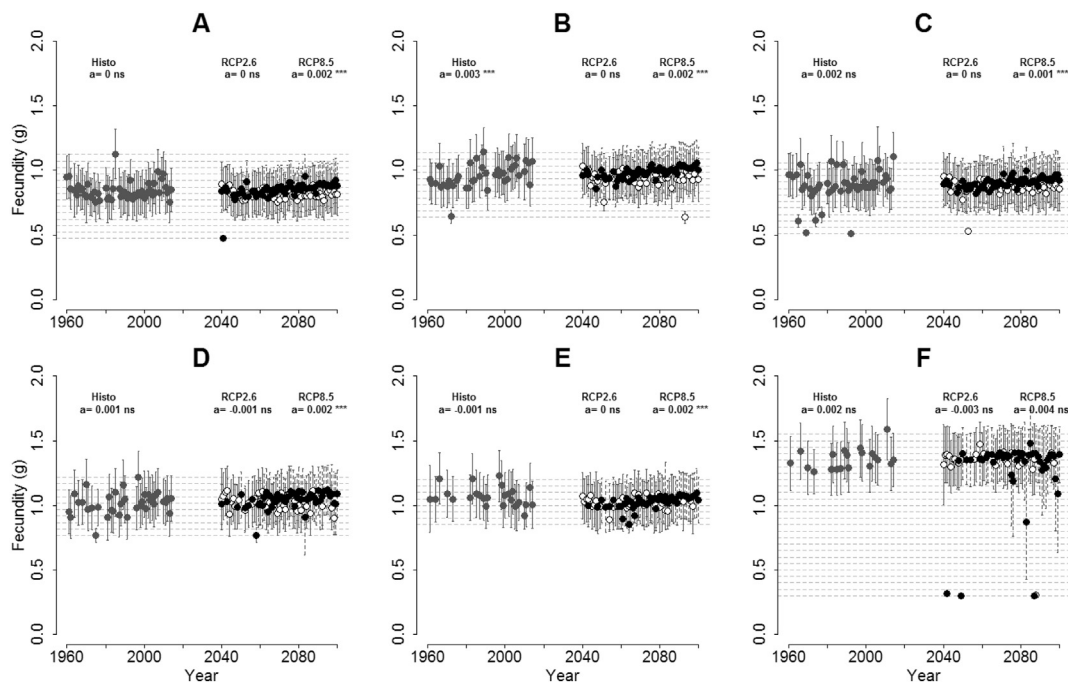 A B C
2.0 Histo RCP2.6 RCP8.5 2.0 Histo RCP2.6 RCP8.5 2.0 Histo RCP2.6 RCP8.5
a= 0 ns a= 0 ns a= 0.002 *** a= 0.003 *** a= 0 ns a= 0.002 *** a= 0.002 ns a= 0 ns a= 0.001 ***
1.5 1.5 1.5
Fecundity (g)
1.0 1.0 1.0
0.5 0.5 0.5
0.0 0.0 0.0
1960 2000 2040 2080 1960 2000 2040 2080 1960 2000 2040 2080
D E F
2.0 Histo RCP2.6 RCP8.5 2.0 Histo RCP2.6 RCP8.5 2.0 Histo RCP2.6 RCP8.5
a= 0.001 ns a= -0.001 ns a= 0.002 *** a= -0.001 ns a= 0 ns a= 0.002 *** a= 0.002 ns a= -0.003 ns a= 0.004 ns
1.5 1.5 1.5
Fecundity (g)
1.0 1.0 1.0
0.5 0.5 0.5
0.0 0.0 0.0
1960 2000 2040 2080 1960 2000 2040 2080 1960 2000 2040 2080
Year Year Year